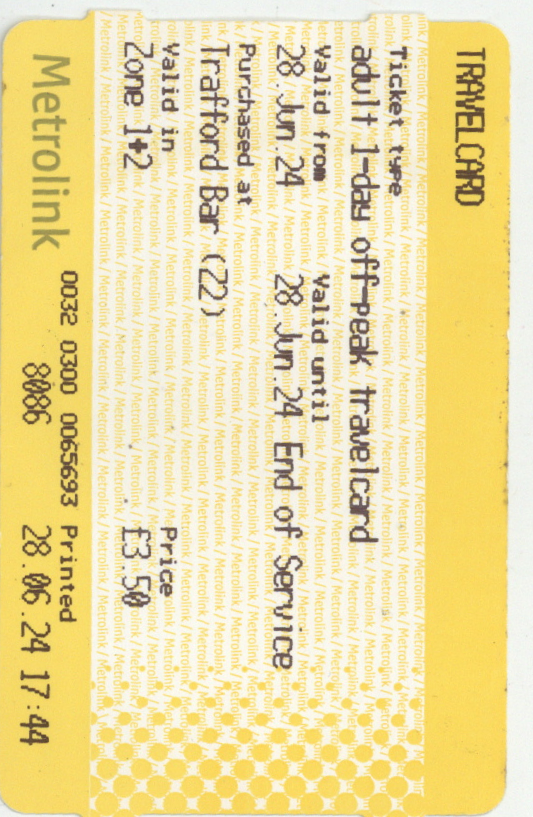 TRAVELCARD
Ticket type
adult 1-day off-peak travelcard
Valid from Valid until
28.Jun.24 28.Jun.24 End of Service
Purchased at
Trafford Bar (22)
Valid in Price
Zone 1+2 £3.50
0032 0300 0065693 Printed
Metrolink 8086 28.06.24 17:44